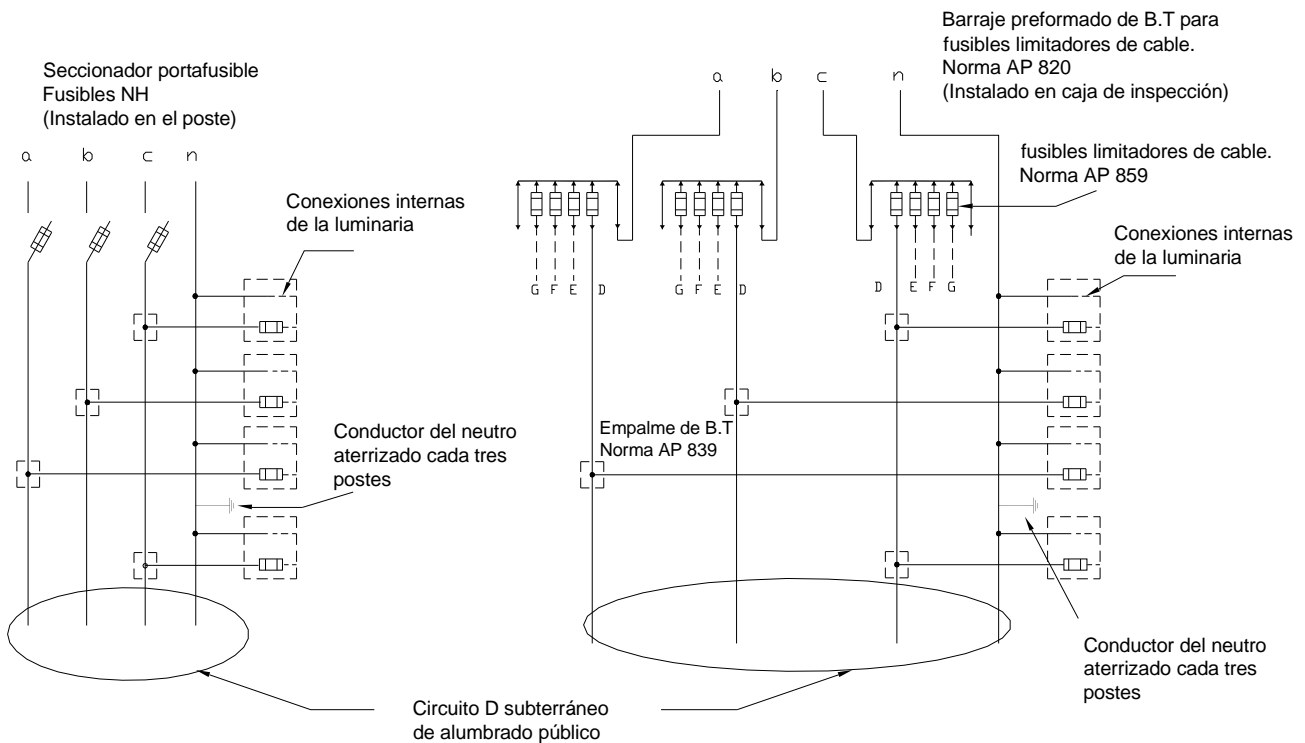 Seccionador portafusible
Fusibles NH
(Instalado en el poste)
a b c n
Conexiones internas
de la luminaria
Conductor del neutro
aterrizado cada tres
postes
Barraje preformado de B.T para
fusibles limitadores de cable.
Norma AP 820
(Instalado en caja de inspección)
a b c n
fusibles limitadores de cable.
Norma AP 859
Conexiones internas
de la luminaria
G F E D
G F E D
D E F G
Empalme de B.T
Norma AP 839
Conductor del neutro
aterrizado cada tres
postes
Circuito D subterráneo
de alumbrado público